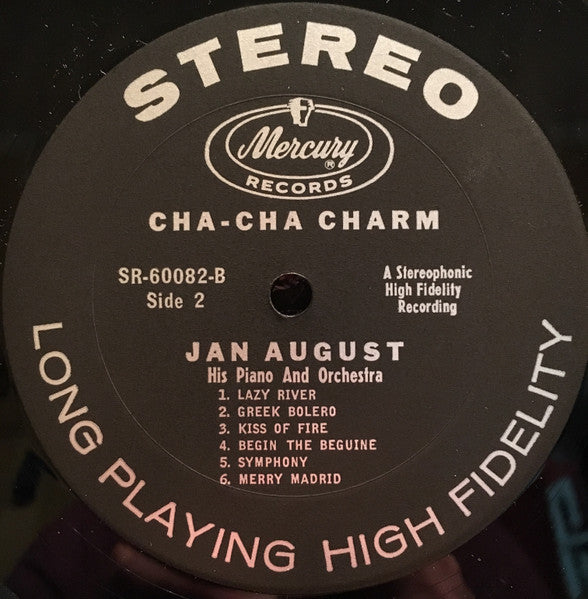 STEREO
Mercury ®
RECORDS
CHA-CHA CHARM
SR-60082-B
Side 2
A Stereophonic
High Fidelity
Recording
JAN AUGUST
His Piano And Orchestra
1. LAZY RIVER
2. GREEK BOLERO
3. KISS OF FIRE
4. BEGIN THE BEGUINE
5. SYMPHONY
6. MERRY MADRID
LONG PLAYING HIGH FIDELITY